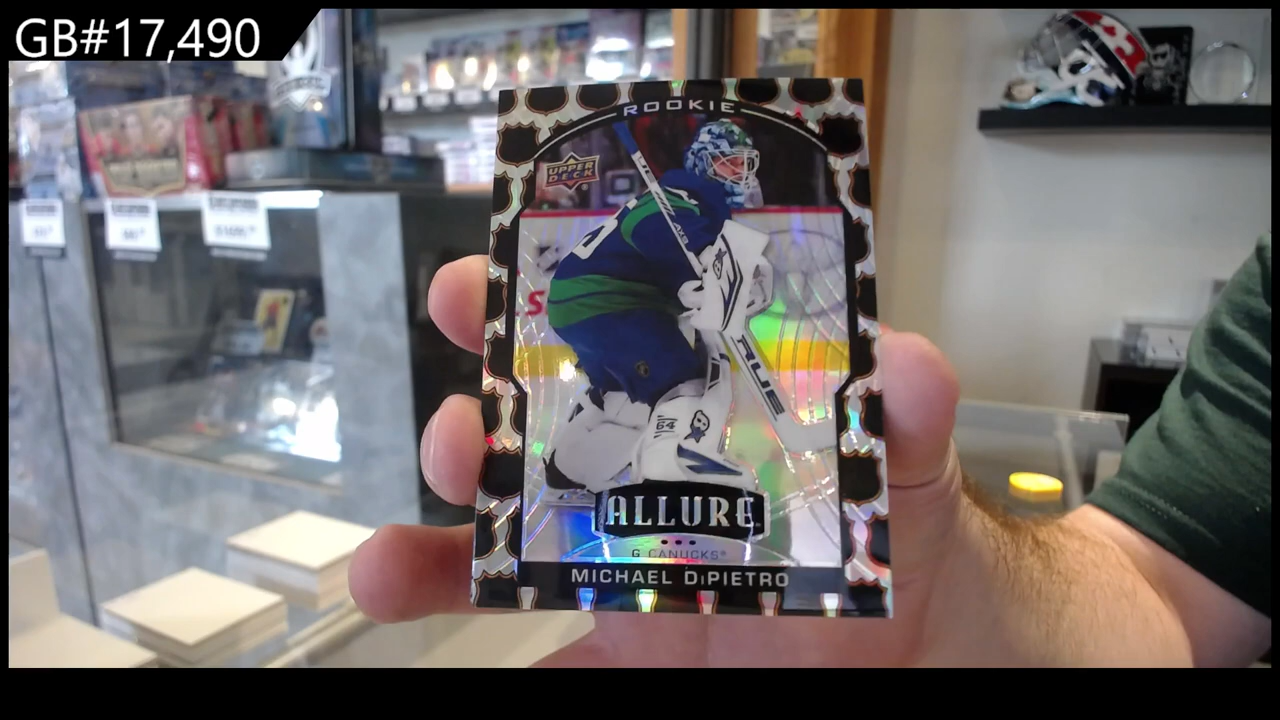 GB#17,490
ROOKIE
UPPER
DECK
TRUE
64
ALLURE
G CANUCKS
MICHAEL DiPIETRO